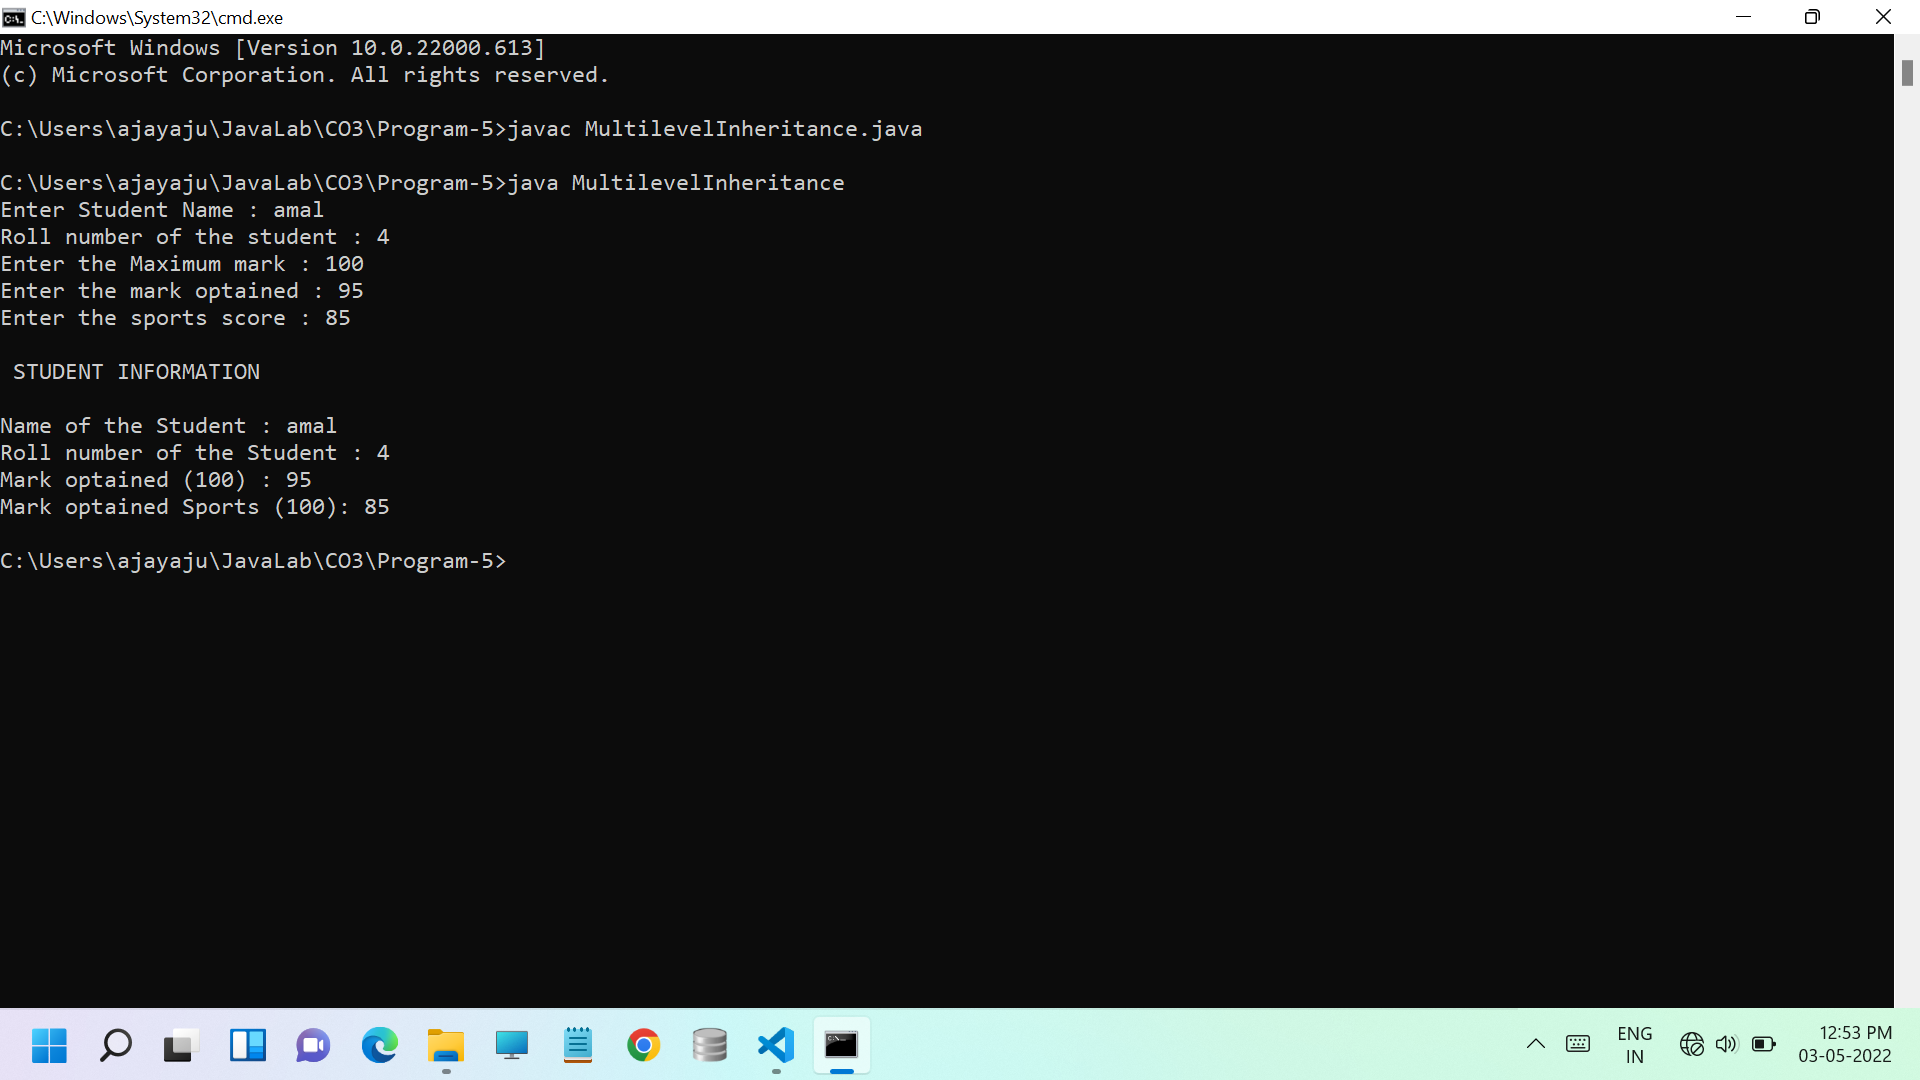 C:\Windows\System32\cmd.exe
Microsoft Windows [Version 10.0.22000.613]
(c) Microsoft Corporation. All rights reserved.
C:\Users\ajayaju\JavaLab\CO3\Program-5>javac MultilevelInheritance.java
C:\Users\ajayaju\JavaLab\CO3\Program-5>java MultilevelInheritance
Enter Student Name : amal
Roll number of the student : 4
Enter the Maximum mark : 100
Enter the mark optained : 95
Enter the sports score : 85
STUDENT INFORMATION
Name of the Student : amal
Roll number of the Student : 4
Mark optained (100) : 95
Mark optained Sports (100): 85
C:\Users\ajayaju\JavaLab\CO3\Program-5>
ENG
IN
12:53 PM
03-05-2022